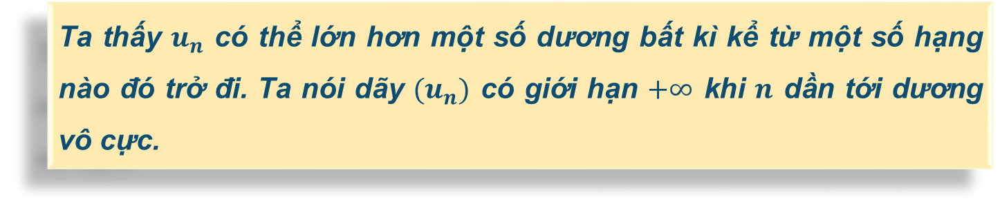 Ta thấy uₙ có thể lớn hơn một số dương bất kì kể từ một số hạng
nào đó trở đi. Ta nói dãy (uₙ) có giới hạn +∞ khi n dần tới dương
vô cực.